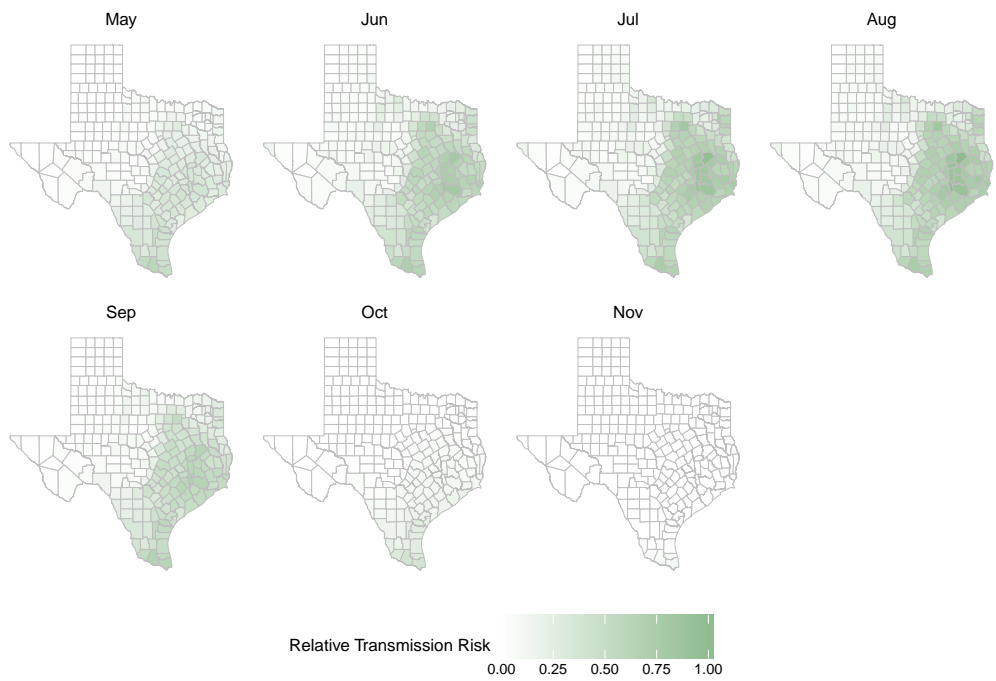 May
Jun
Jul
Aug
Sep
Oct
Nov
Relative Transmission Risk
0.00 0.25 0.50 0.75 1.00